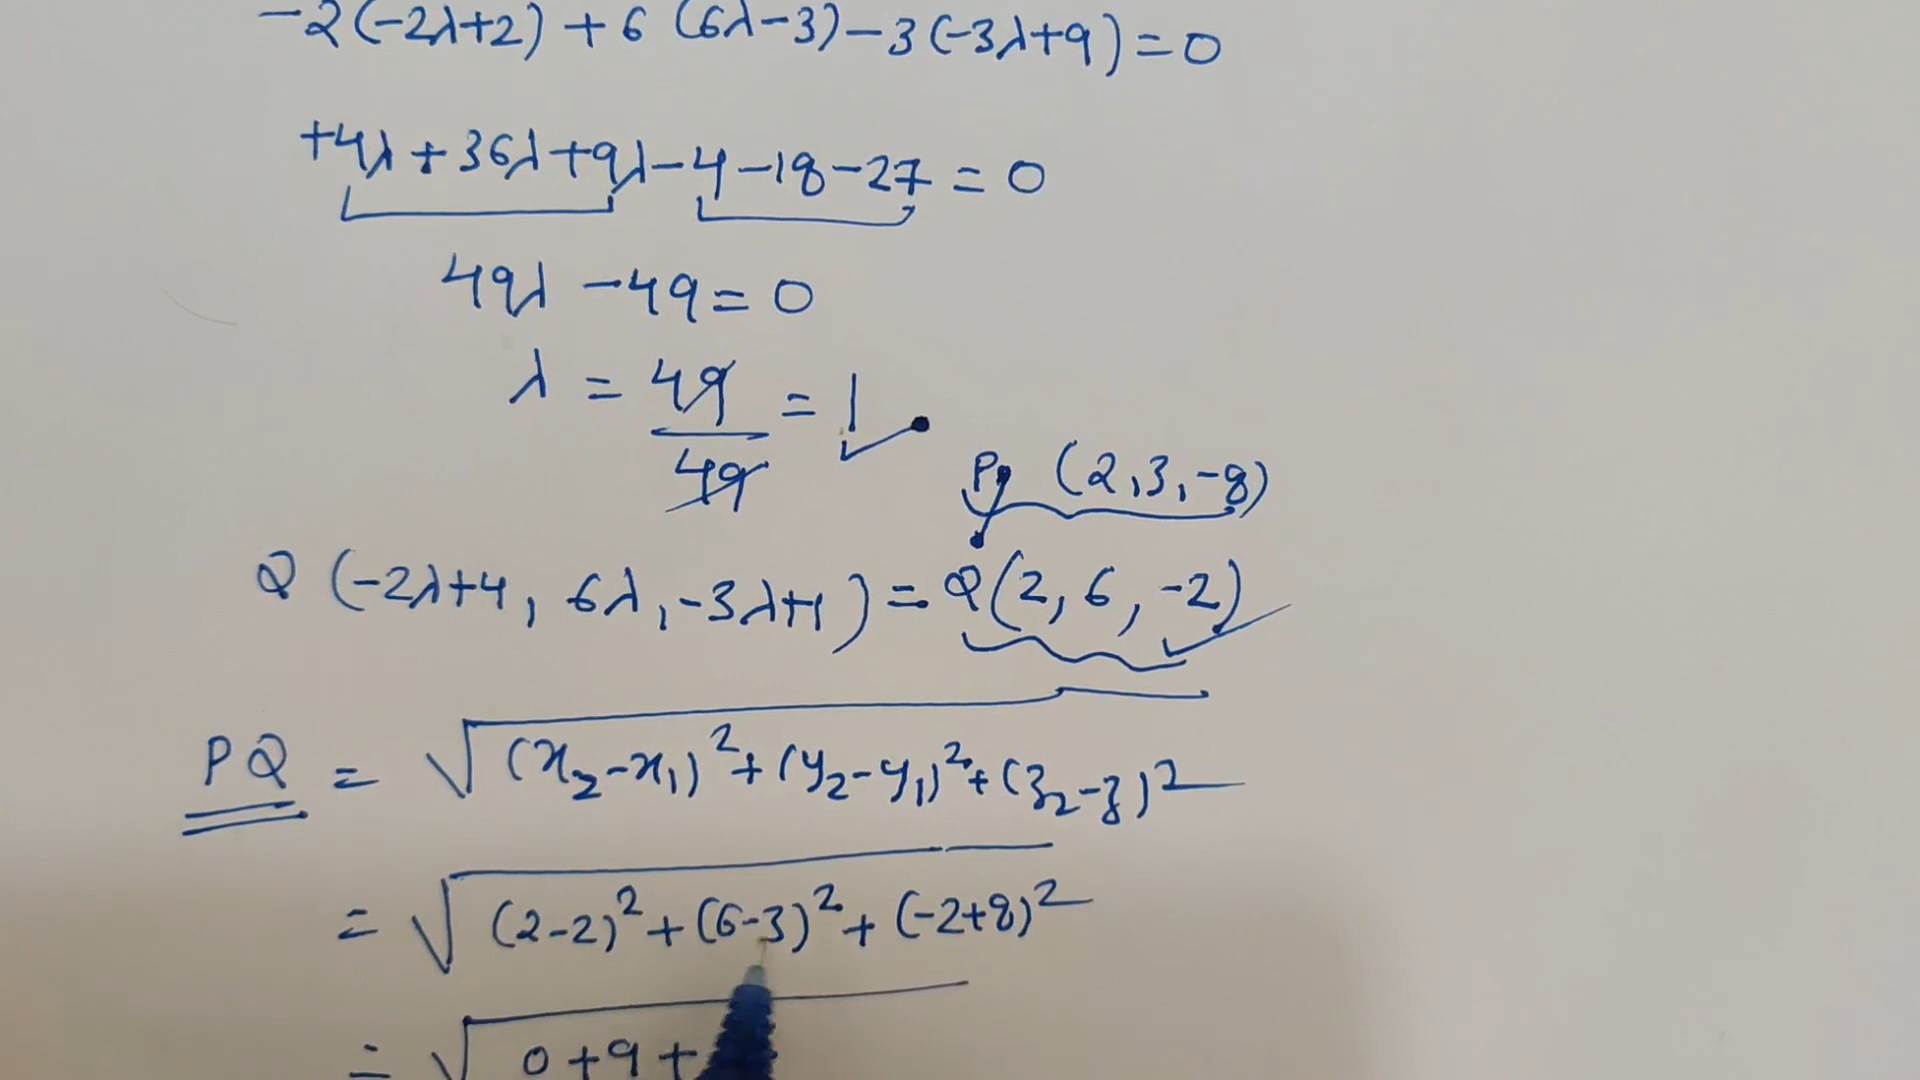 -2(-2λ+2) + 6 (6λ-3) -3 (-3λ+9) = 0
+4λ + 36λ + 9λ - 4 - 18 - 27 = 0
49λ - 49 = 0
λ = 49/49 = 1
P (2,3,-8)
Q (-2λ+4, 6λ, -3λ+1) = Q(2, 6, -2)
PQ = √(x₂-x₁)² + (y₂-y₁)² + (z₂-z)²
= √(2-2)² + (6-3)² + (-2+8)²
= √0+9+